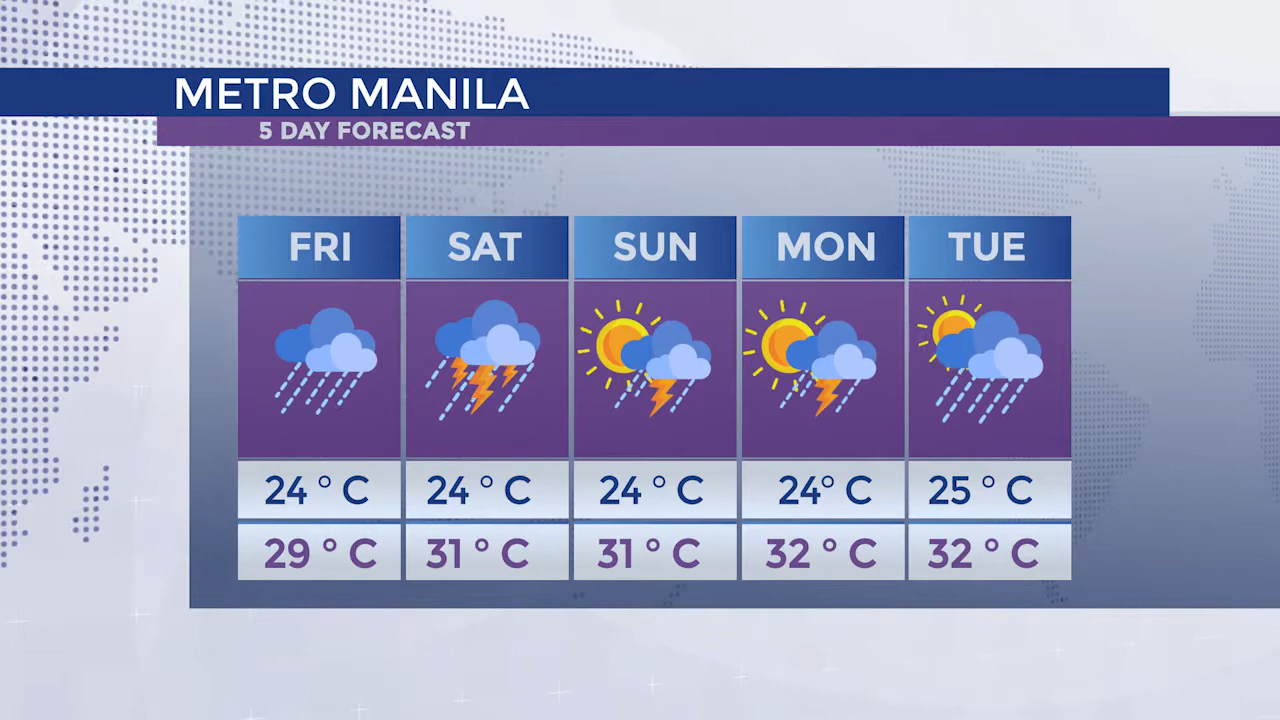 METRO MANILA
5 DAY FORECAST
FRI SAT SUN MON TUE
24 ° C 24 ° C 24 ° C 24° C 25 ° C
29 ° C 31 ° C 31 ° C 32 ° C 32 ° C